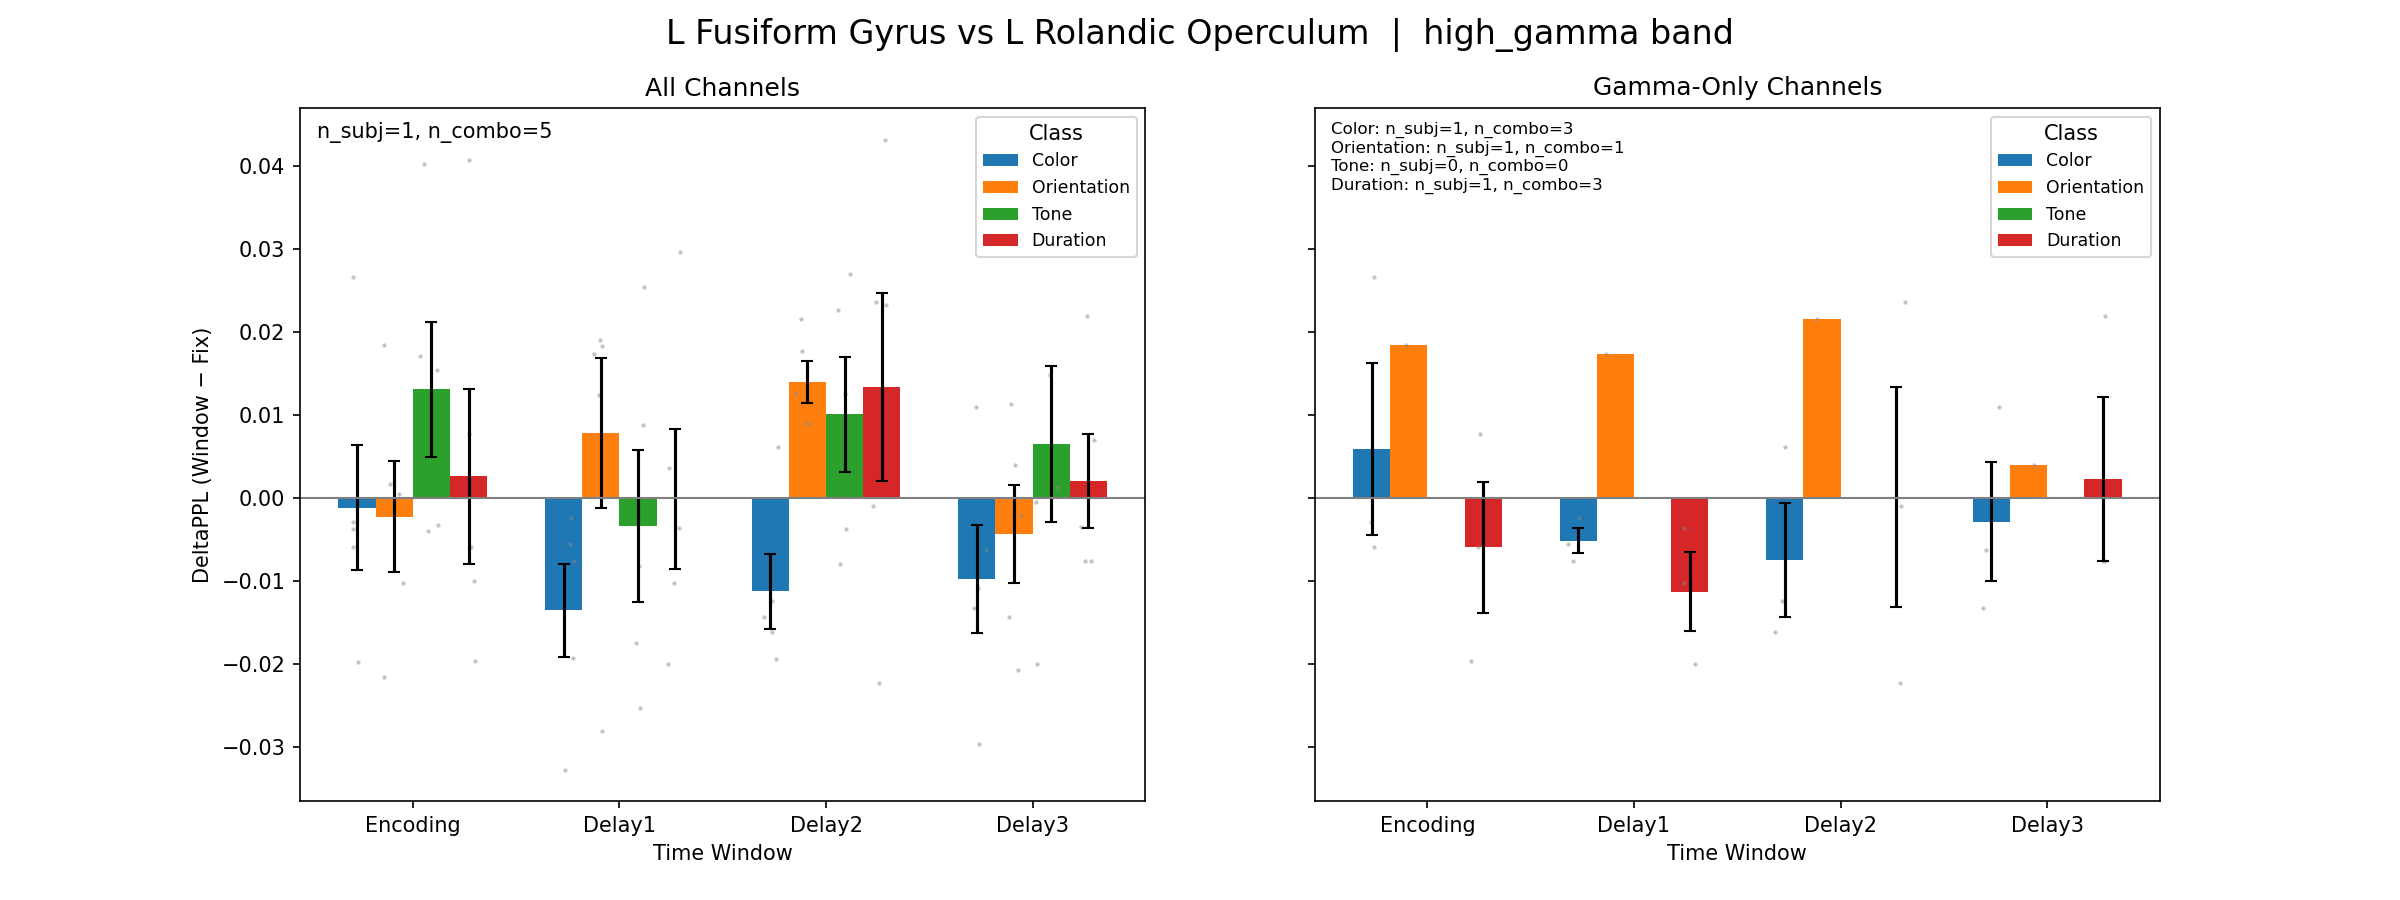 L Fusiform Gyrus vs L Rolandic Operculum | high_gamma band
All Channels
n_subj=1, n_combo=5
Class
Color
Orientation
Tone
Duration
DeltaPPL (Window − Fix)
0.04
0.03
0.02
0.01
0.00
−0.01
−0.02
−0.03
Encoding
Delay1
Delay2
Delay3
Time Window
Gamma-Only Channels
Color: n_subj=1, n_combo=3
Orientation: n_subj=1, n_combo=1
Tone: n_subj=0, n_combo=0
Duration: n_subj=1, n_combo=3
Class
Color
Orientation
Tone
Duration
Encoding
Delay1
Delay2
Delay3
Time Window